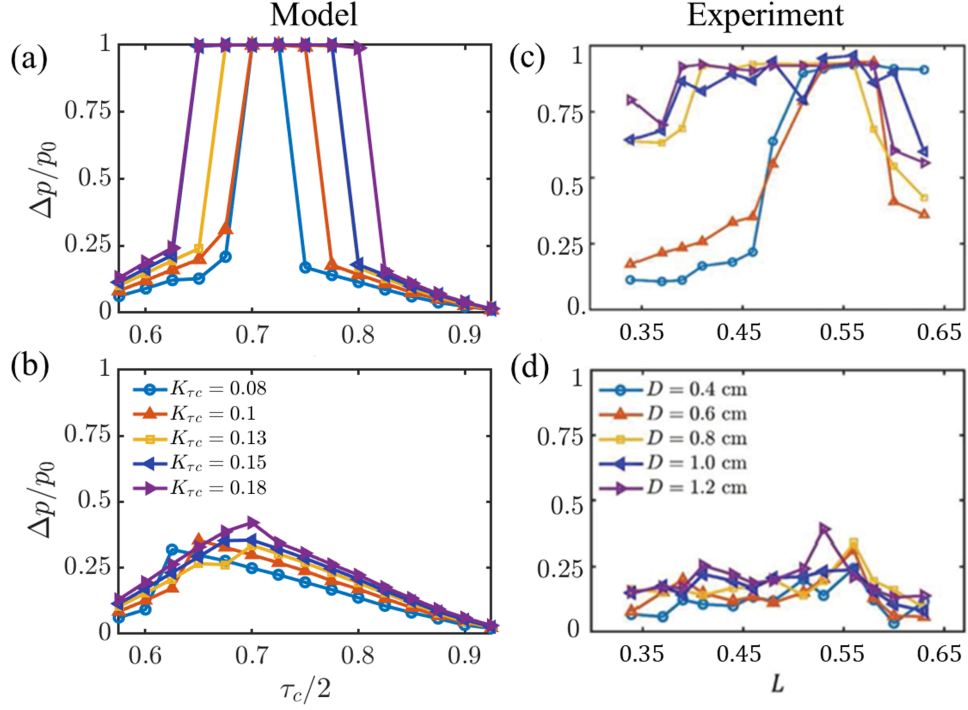 Model
Experiment
(a)
1
0.75
0.5
0.25
0
Δp/p₀
0.6
0.7
0.8
0.9
(c)
1
0.75
0.5
0.25
0.
Δp/p₀
0.35
0.45
0.55
0.65
(b)
1
0.75
0.5
0.25
0
Δp/p₀
K_τc = 0.08
K_τc = 0.1
K_τc = 0.13
K_τc = 0.15
K_τc = 0.18
0.6
0.7
0.8
0.9
τ_c/2
(d)
1
0.75
0.5
0.25
0
D = 0.4 cm
D = 0.6 cm
D = 0.8 cm
D = 1.0 cm
D = 1.2 cm
0.35
0.45
0.55
0.65
L